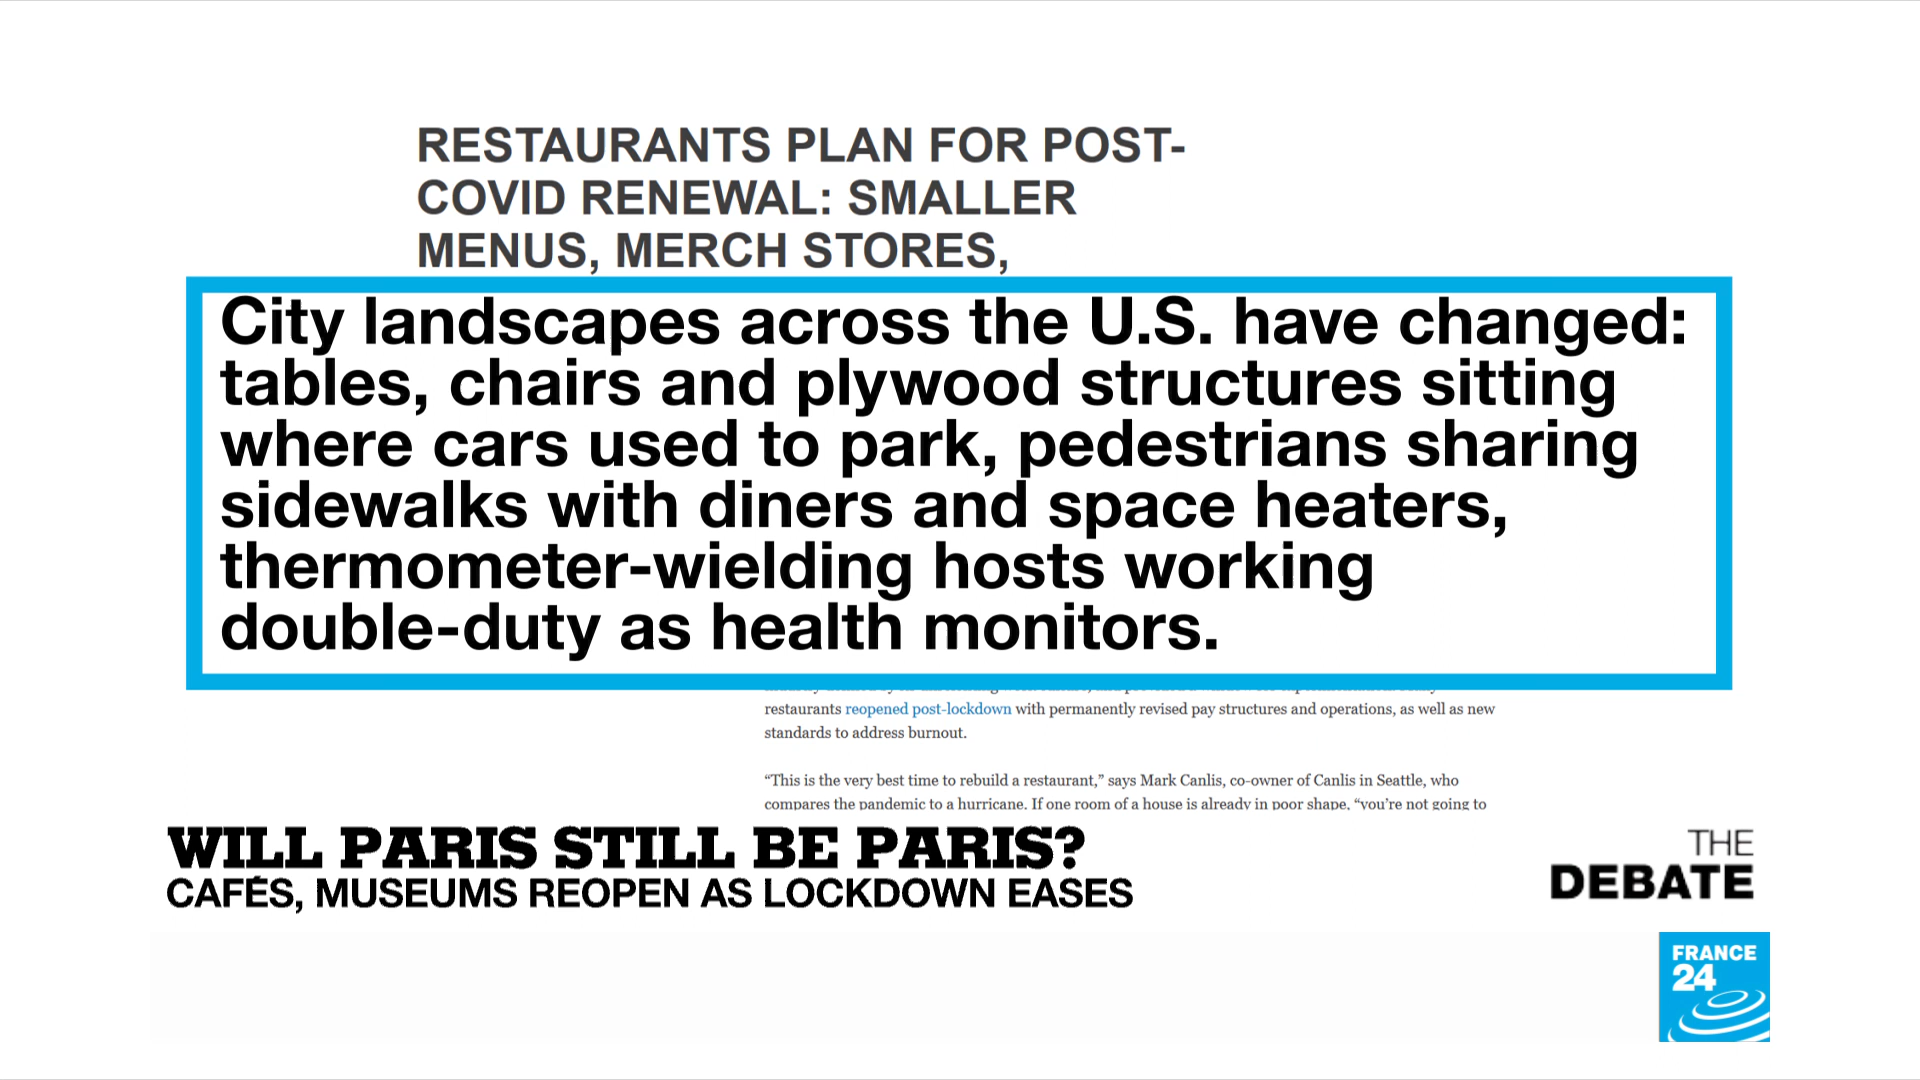 RESTAURANTS PLAN FOR POST-
COVID RENEWAL: SMALLER
MENUS, MERCH STORES,
City landscapes across the U.S. have changed:
tables, chairs and plywood structures sitting
where cars used to park, pedestrians sharing
sidewalks with diners and space heaters,
thermometer-wielding hosts working
double-duty as health monitors.
restaurants reopened post-lockdown with permanently revised pay structures and operations, as well as new
standards to address burnout.
“This is the very best time to rebuild a restaurant,” says Mark Canlis, co-owner of Canlis in Seattle, who
compares the pandemic to a hurricane. If one room of a house is already in poor shape, “you’re not going to
WILL PARIS STILL BE PARIS?
CAFÉS, MUSEUMS REOPEN AS LOCKDOWN EASES
THE
DEBATE
FRANCE
24